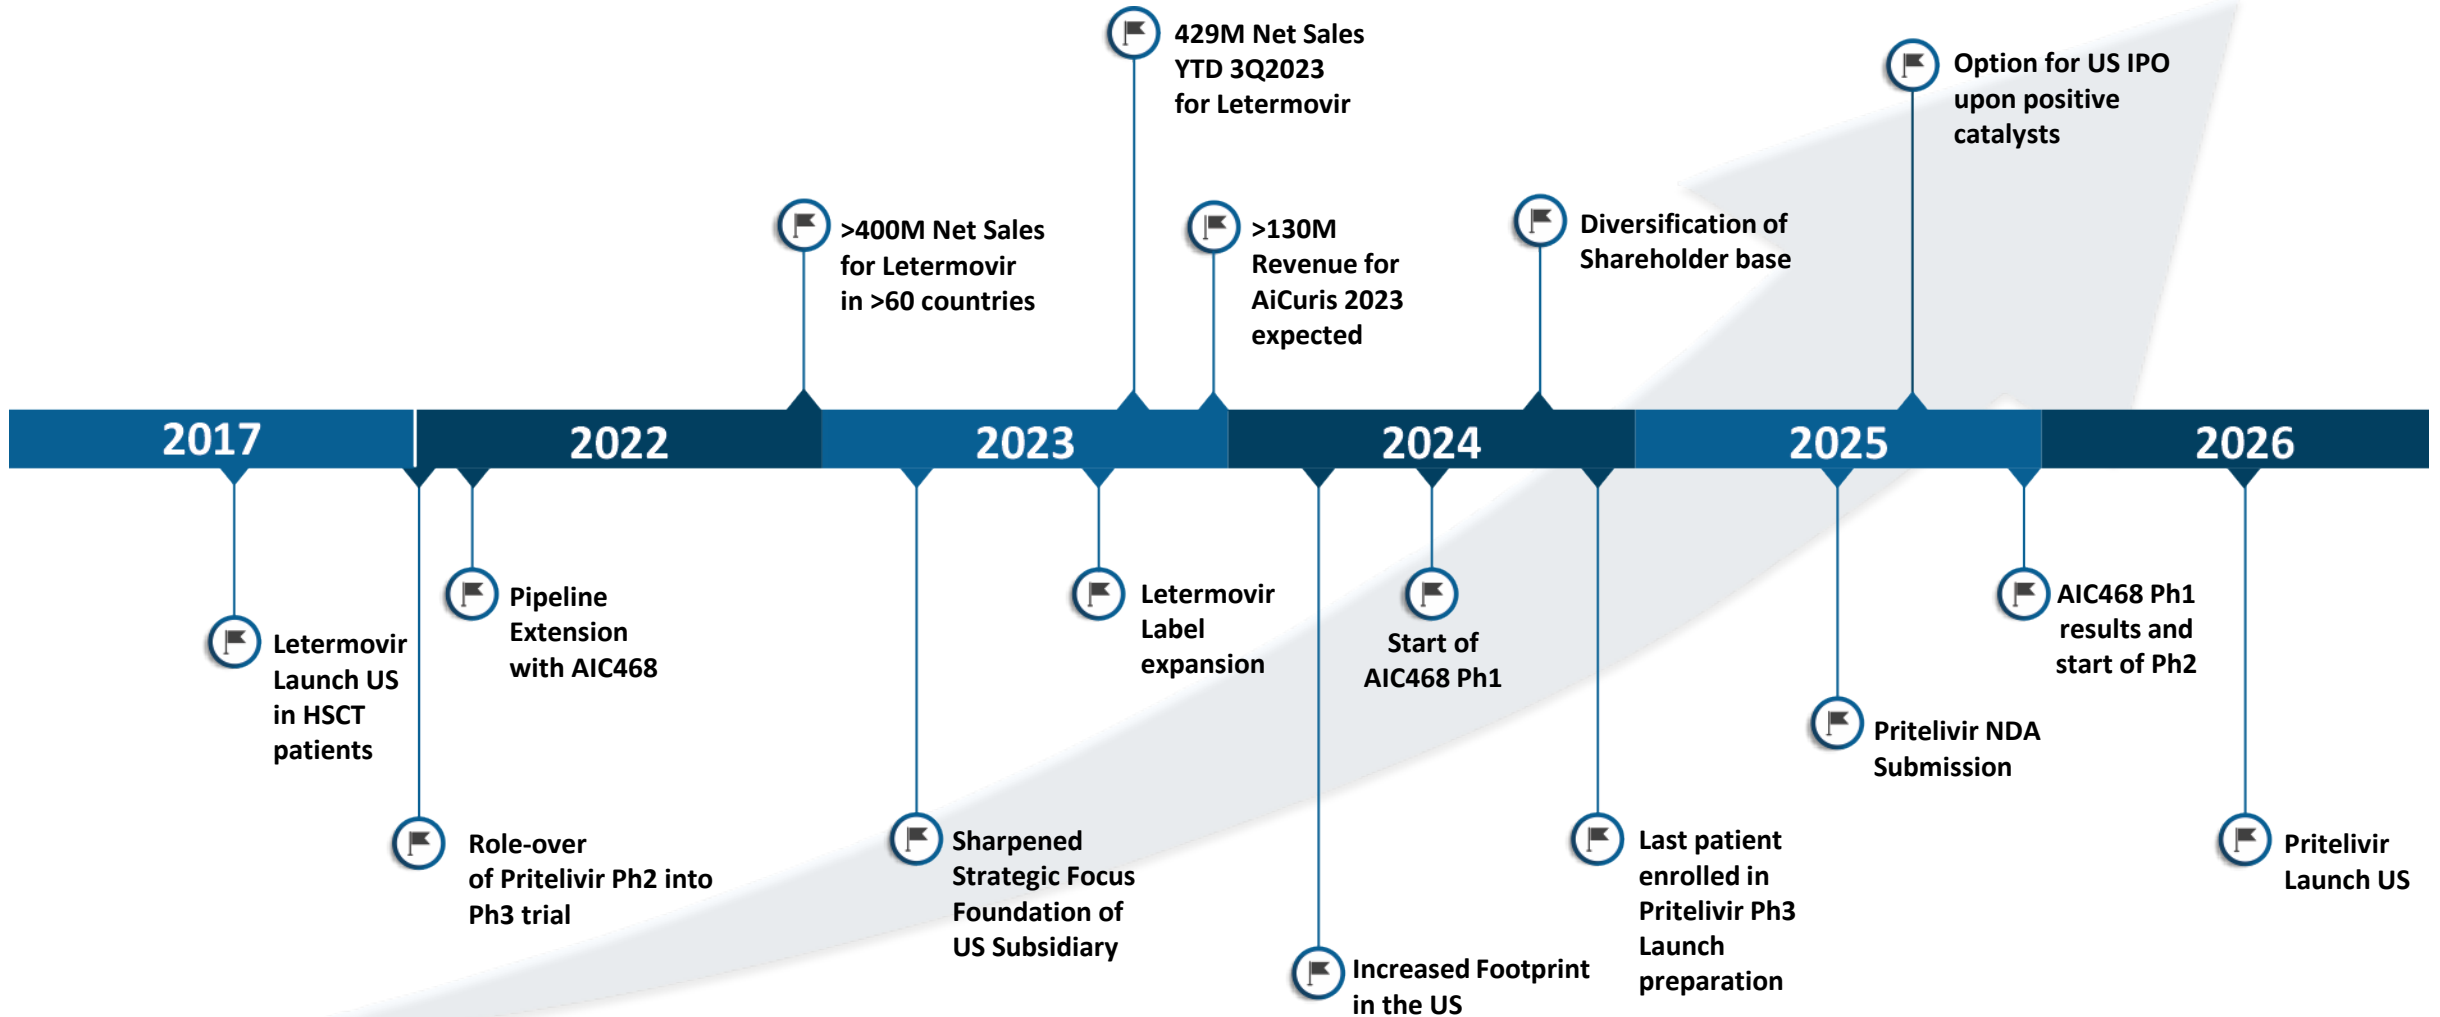 429M Net Sales
YTD 3Q2023
for Letermovir
Option for US IPO
upon positive
catalysts
>400M Net Sales
for Letermovir
in >60 countries
>130M
Revenue for
AiCuris 2023
expected
Diversification of
Shareholder base
2017
2022
2023
2024
2025
2026
Letermovir
Launch US
in HSCT
patients
Pipeline
Extension
with AIC468
Letermovir
Label
expansion
Start of
AIC468 Ph1
AIC468 Ph1
results and
start of Ph2
Pritelivir NDA
Submission
Role-over
of Pritelivir Ph2 into
Ph3 trial
Sharpened
Strategic Focus
Foundation of
US Subsidiary
Increased Footprint
in the US
Last patient
enrolled in
Pritelivir Ph3
Launch
preparation
Pritelivir
Launch US